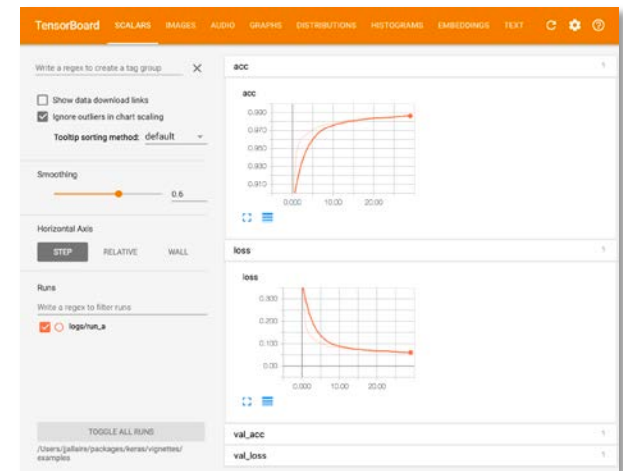 TensorBoard SCALARS IMAGES AUDIO GRAPHS DISTRIBUTIONS HISTOGRAMS EMBEDDINGS TEXT
Write a regex to create a tag group
Show data download links
Ignore outliers in chart scaling
Tooltip sorting method: default
Smoothing
0.6
Horizontal Axis
STEP RELATIVE WALL
Runs
Write a regex to filter runs
logs/run_a
TOGGLE ALL RUNS
/Users/jjallaire/packages/keras/vignettes/
examples
acc 1
acc
0.990
0.970
0.950
0.930
0.910
0.000 10.00 20.00
loss 1
loss
0.300
0.200
0.100
0.00
0.000 10.00 20.00
val_acc 1
val_loss 1